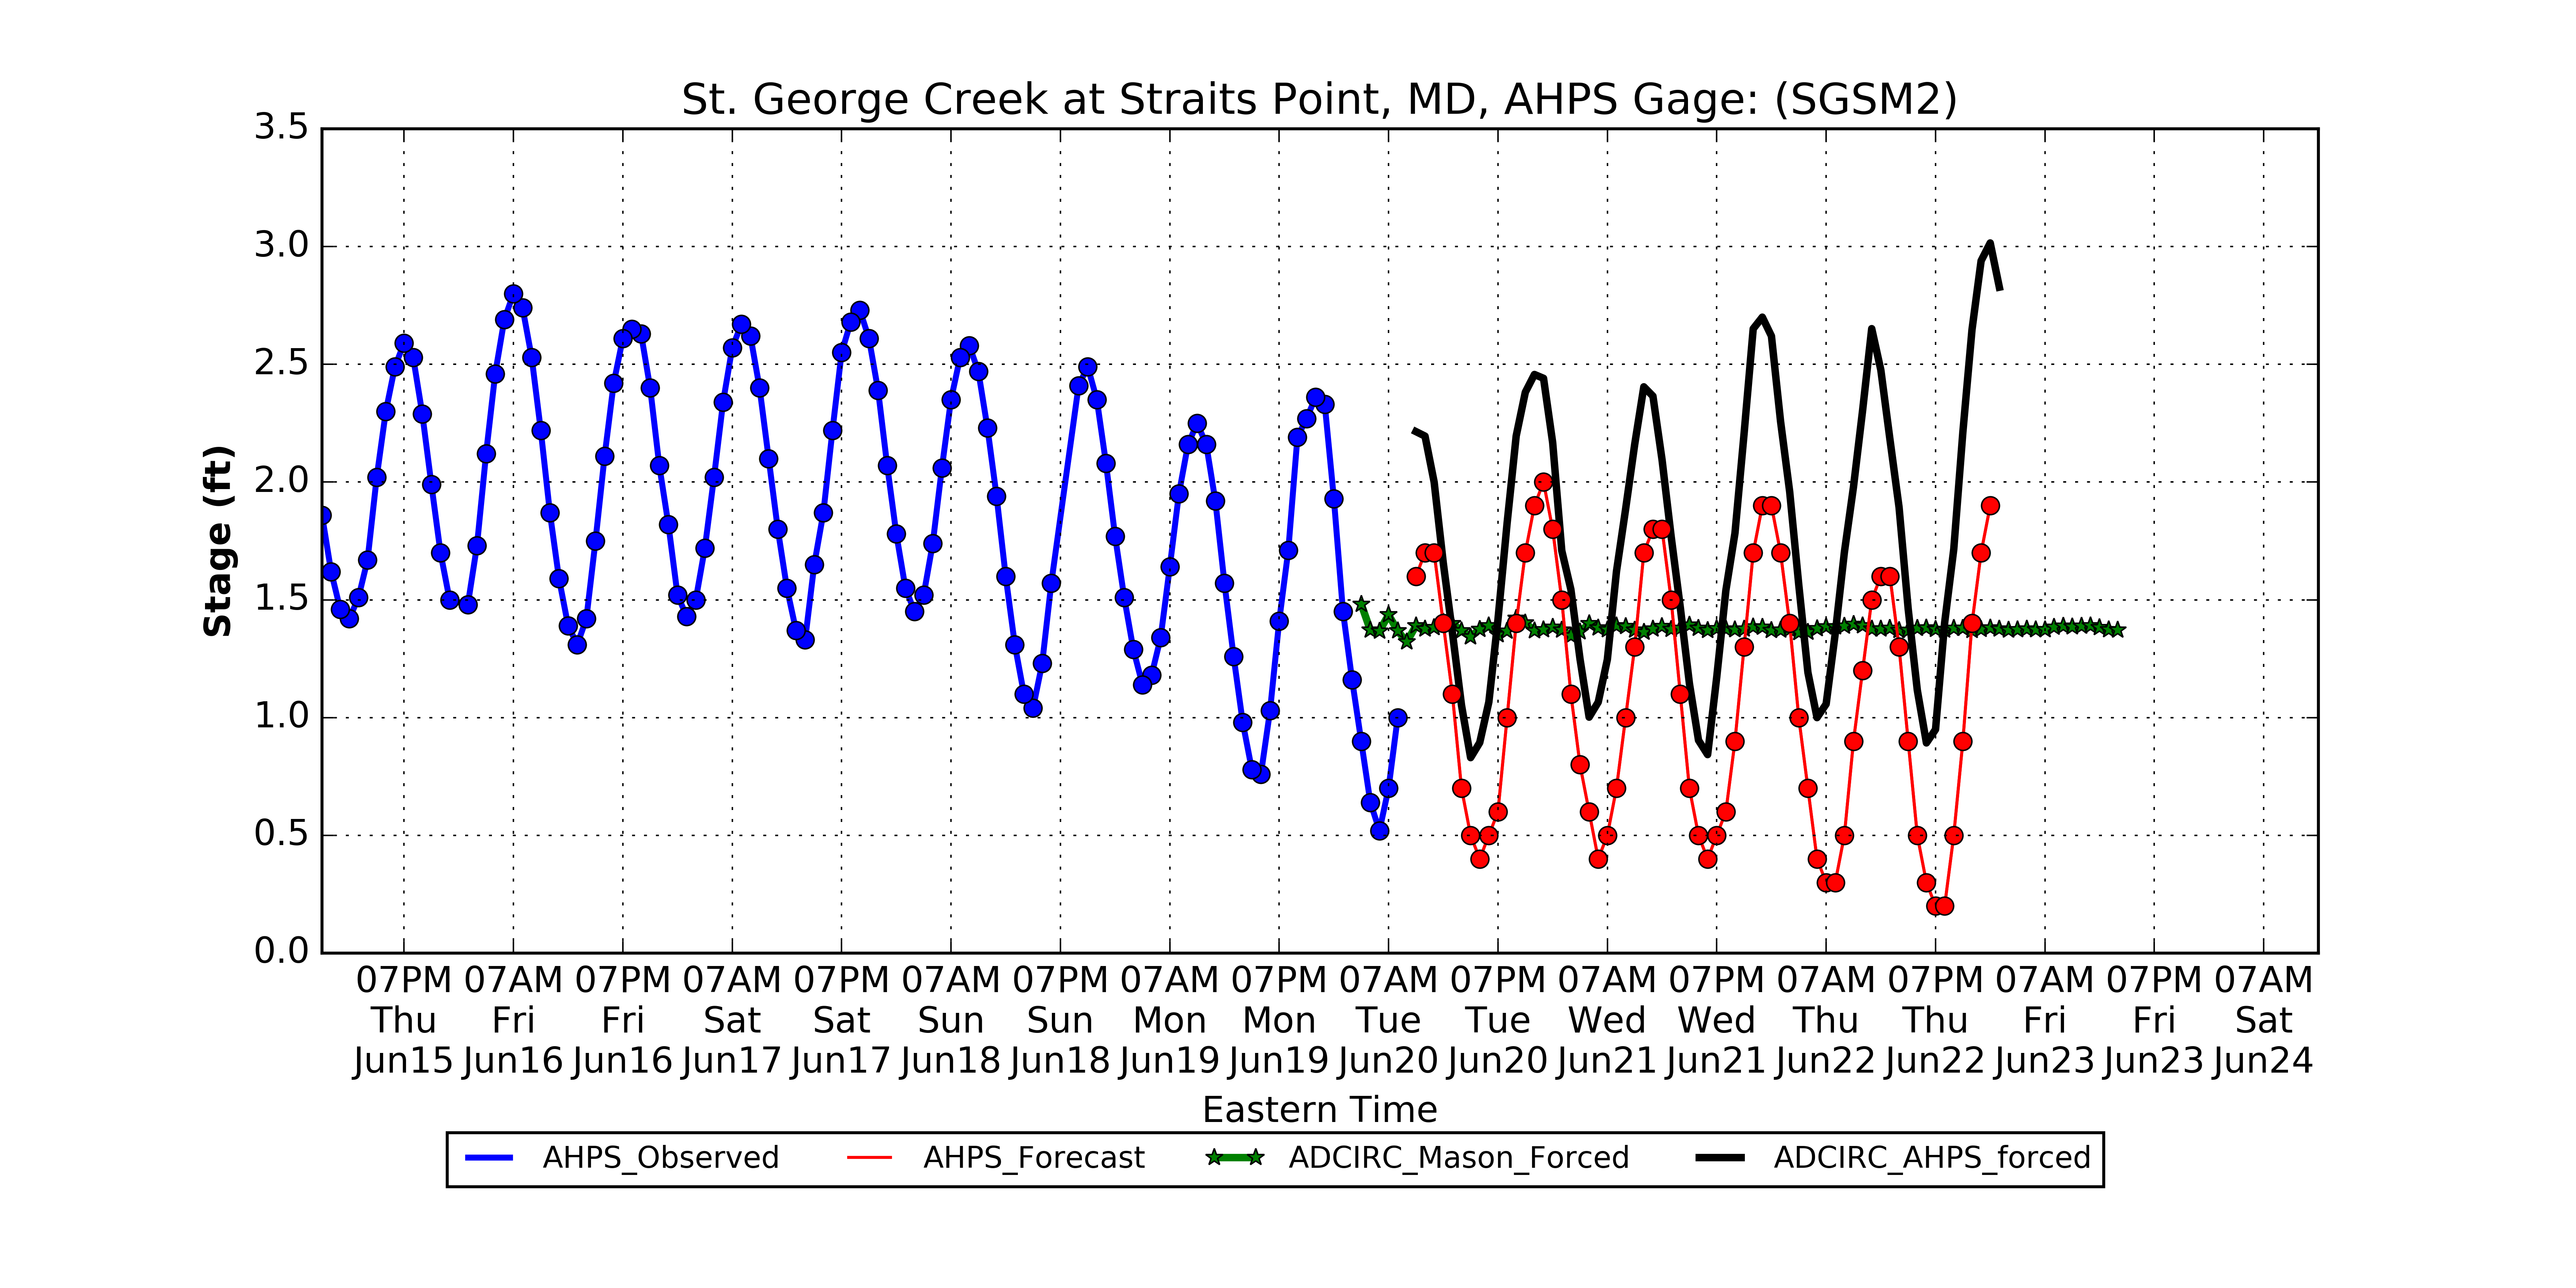 St. George Creek at Straits Point, MD, AHPS Gage: (SGSM2)
3.5
3.0
2.5
2.0
1.5
1.0
0.5
0.0
Stage (ft)
07PM 07AM 07PM 07AM 07PM 07AM 07PM 07AM 07PM 07AM 07PM 07AM 07PM 07AM 07PM 07AM 07PM 07AM
Thu Fri Fri Sat Sat Sun Sun Mon Mon Tue Tue Wed Wed Thu Thu Fri Fri Sat
Jun15 Jun16 Jun16 Jun17 Jun17 Jun18 Jun18 Jun19 Jun19 Jun20 Jun20 Jun21 Jun21 Jun22 Jun22 Jun23 Jun23 Jun24
Eastern Time
AHPS_Observed AHPS_Forecast ADCIRC_Mason_Forced ADCIRC_AHPS_forced